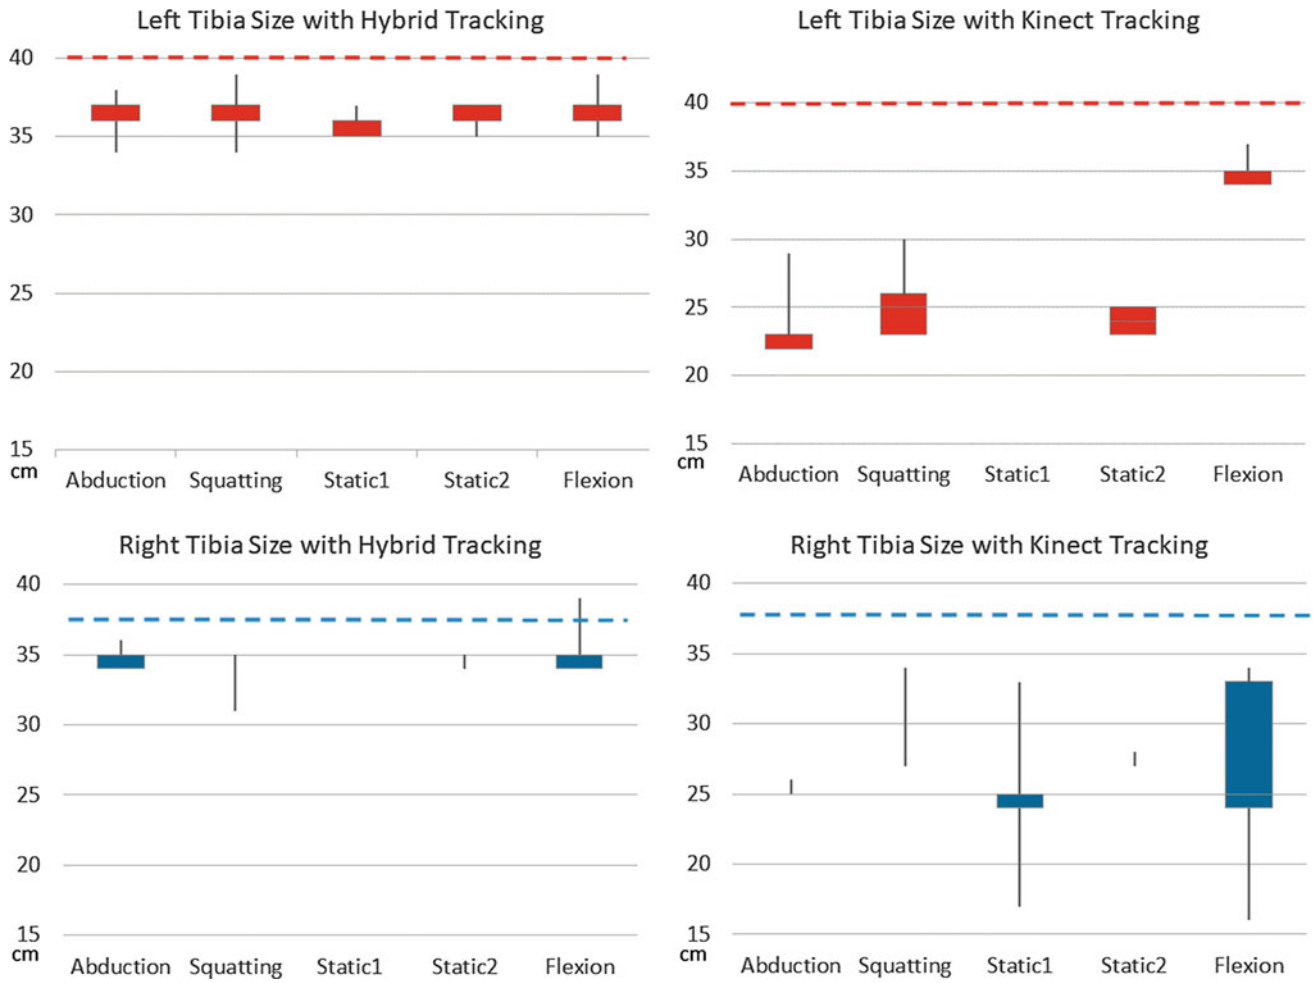 Left Tibia Size with Hybrid Tracking
40
35
30
25
20
15
cm
Abduction Squatting Static1 Static2 Flexion
Left Tibia Size with Kinect Tracking
40
35
30
25
20
15
cm
Abduction Squatting Static1 Static2 Flexion
Right Tibia Size with Hybrid Tracking
40
35
30
25
20
15
cm
Abduction Squatting Static1 Static2 Flexion
Right Tibia Size with Kinect Tracking
40
35
30
25
20
15
cm
Abduction Squatting Static1 Static2 Flexion